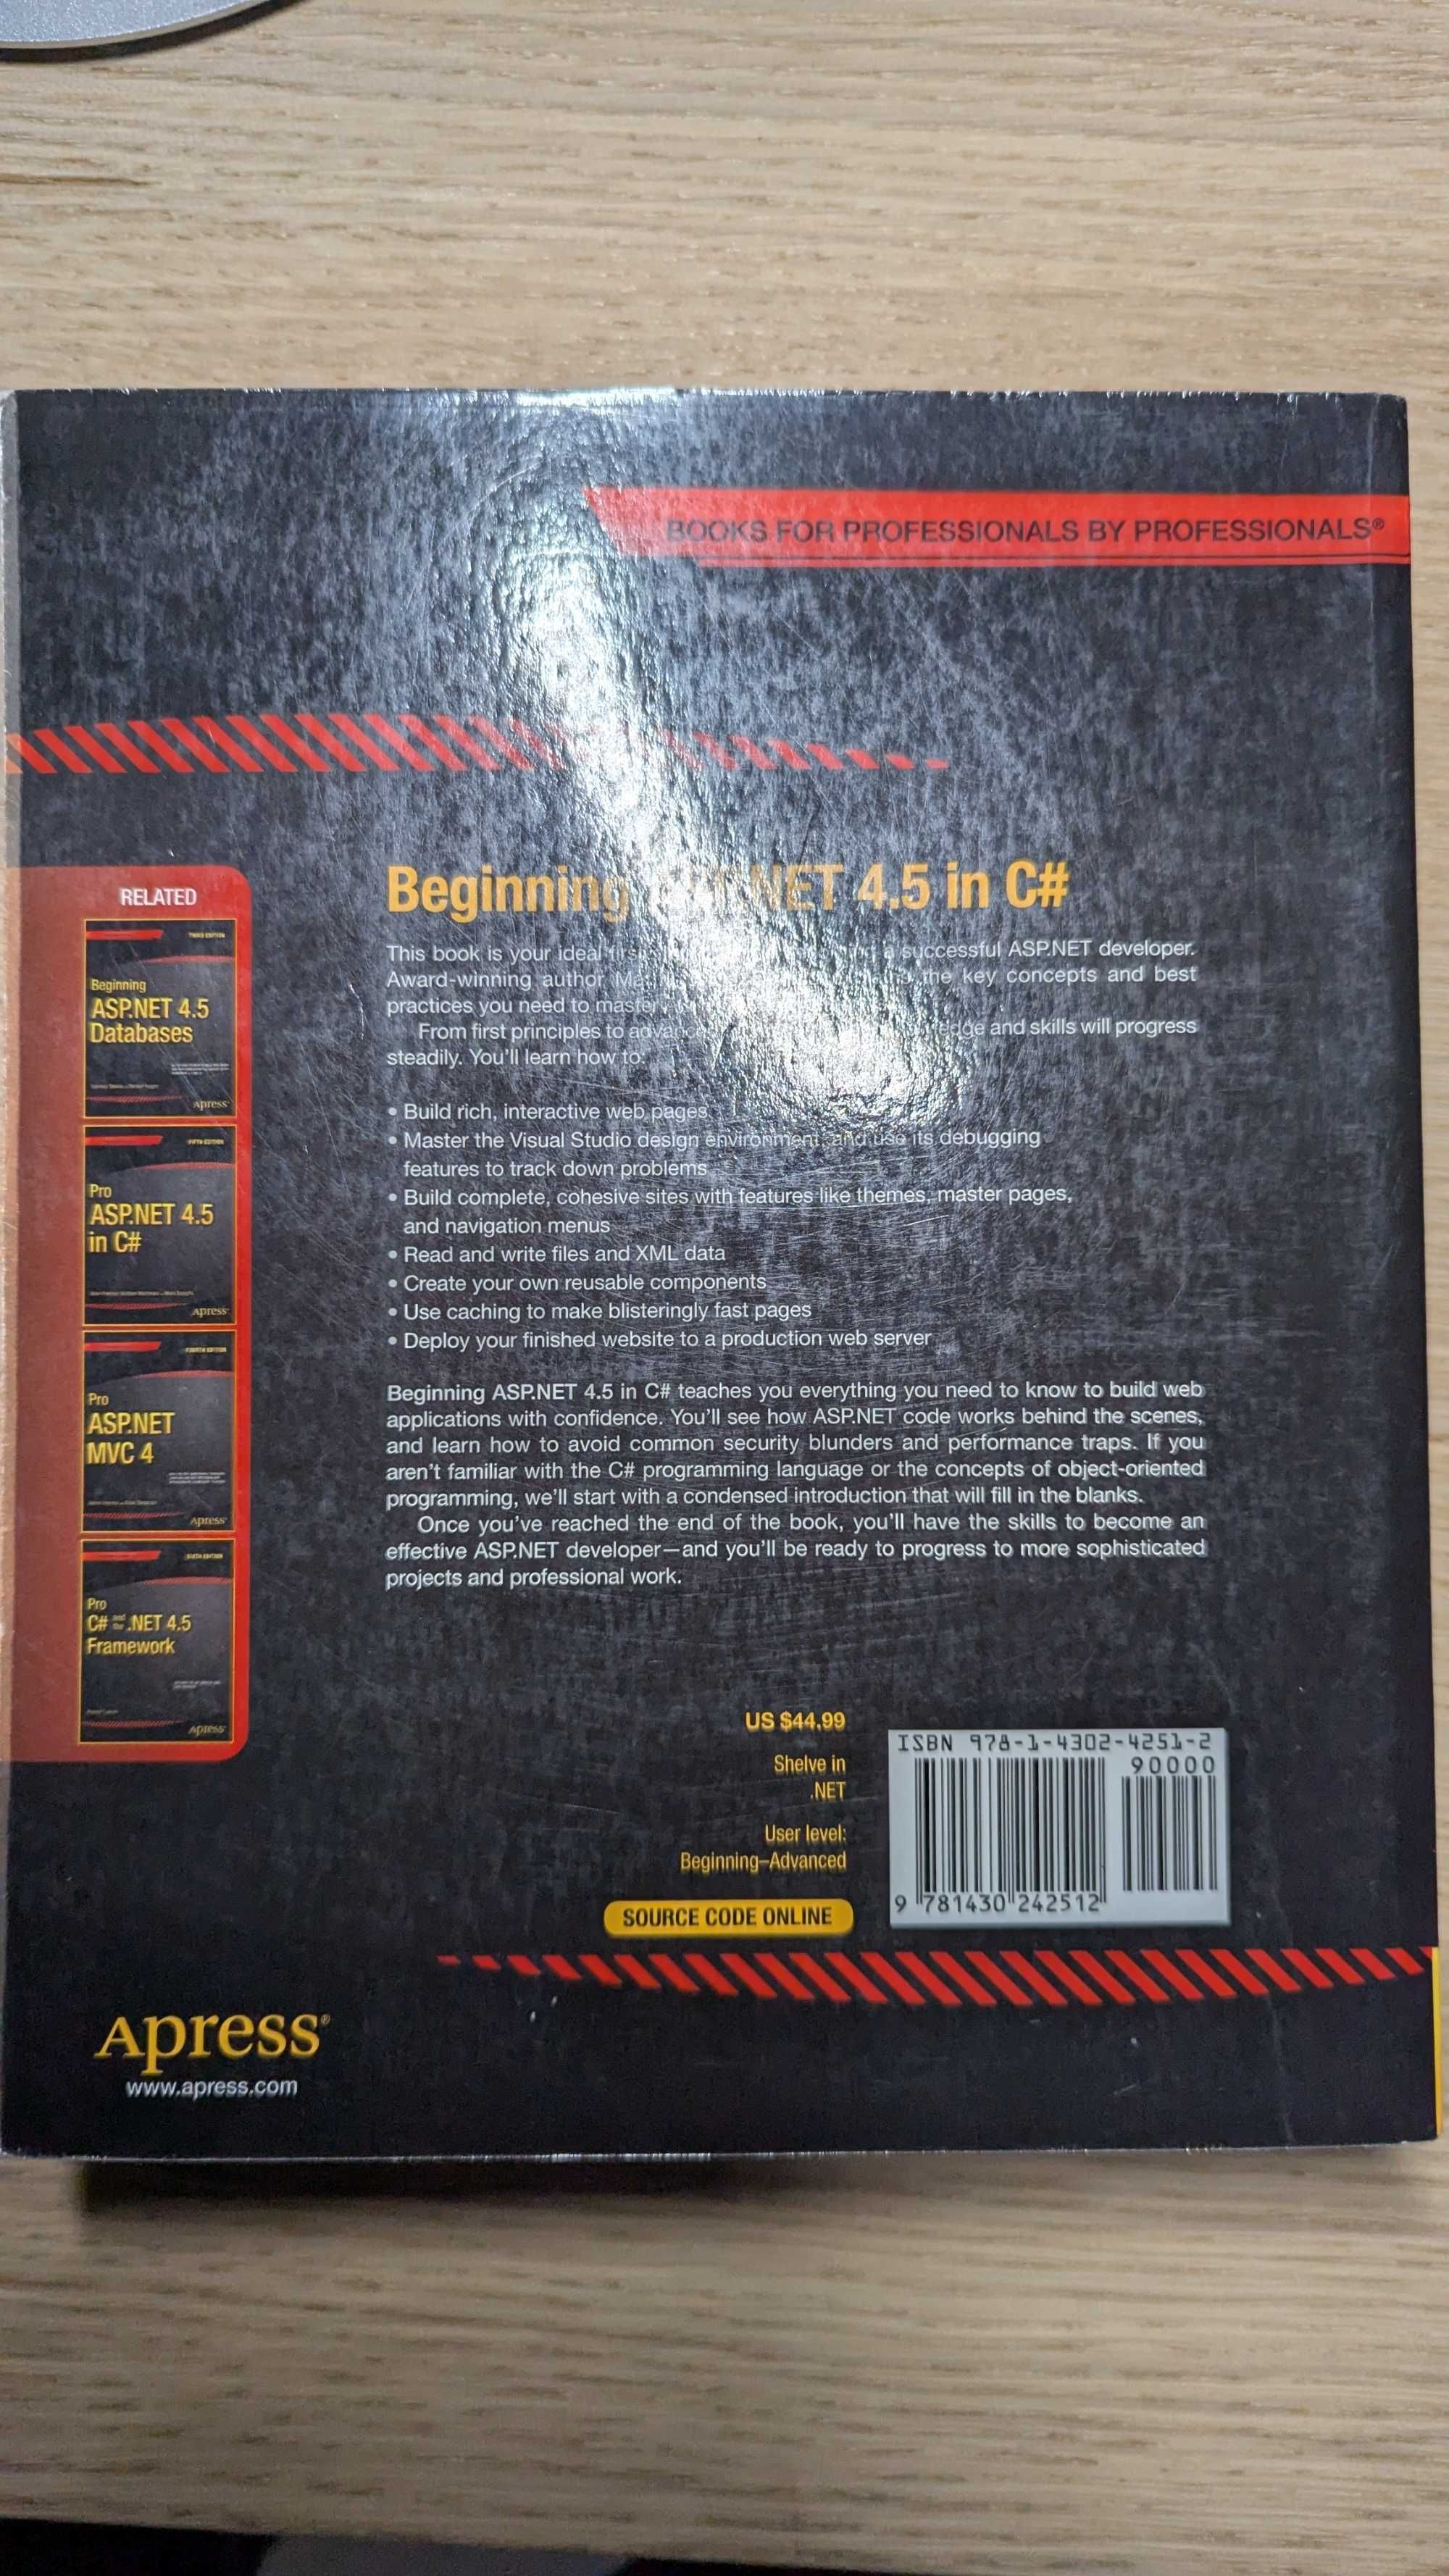 BOOKS FOR PROFESSIONALS BY PROFESSIONALS®
RELATED
THIRD EDITION
Beginning
ASP.NET 4.5
Databases
Apress®
FIFTH EDITION
Pro
ASP.NET 4.5
in C#
Apress®
FOURTH EDITION
Pro
ASP.NET
MVC 4
Apress®
SIXTH EDITION
Pro
C# and the .NET 4.5
Framework
Apress®
Beginning .NET 4.5 in C#
This book is your ideal first a successful ASP.NET developer.
Award-winning author the key concepts and best
practices you need to master
From first principles to and skills will progress
steadily. You'll learn how to:
• Build rich, interactive web pages
• Master the Visual Studio design environment, and use its debugging
features to track down problems
• Build complete, cohesive sites with features like themes, master pages,
and navigation menus
• Read and write files and XML data
• Create your own reusable components
• Use caching to make blisteringly fast pages
• Deploy your finished website to a production web server
Beginning ASP.NET 4.5 in C# teaches you everything you need to know to build web
applications with confidence. You'll see how ASP.NET code works behind the scenes,
and learn how to avoid common security blunders and performance traps. If you
aren't familiar with the C# programming language or the concepts of object-oriented
programming, we'll start with a condensed introduction that will fill in the blanks.
Once you've reached the end of the book, you'll have the skills to become an
effective ASP.NET developer—and you'll be ready to progress to more sophisticated
projects and professional work.
US $44.99
Shelve in
.NET
User level:
Beginning–Advanced
SOURCE CODE ONLINE
ISBN 978-1-4302-4251-2
90000
9 781430 242512
Apress®
www.apress.com